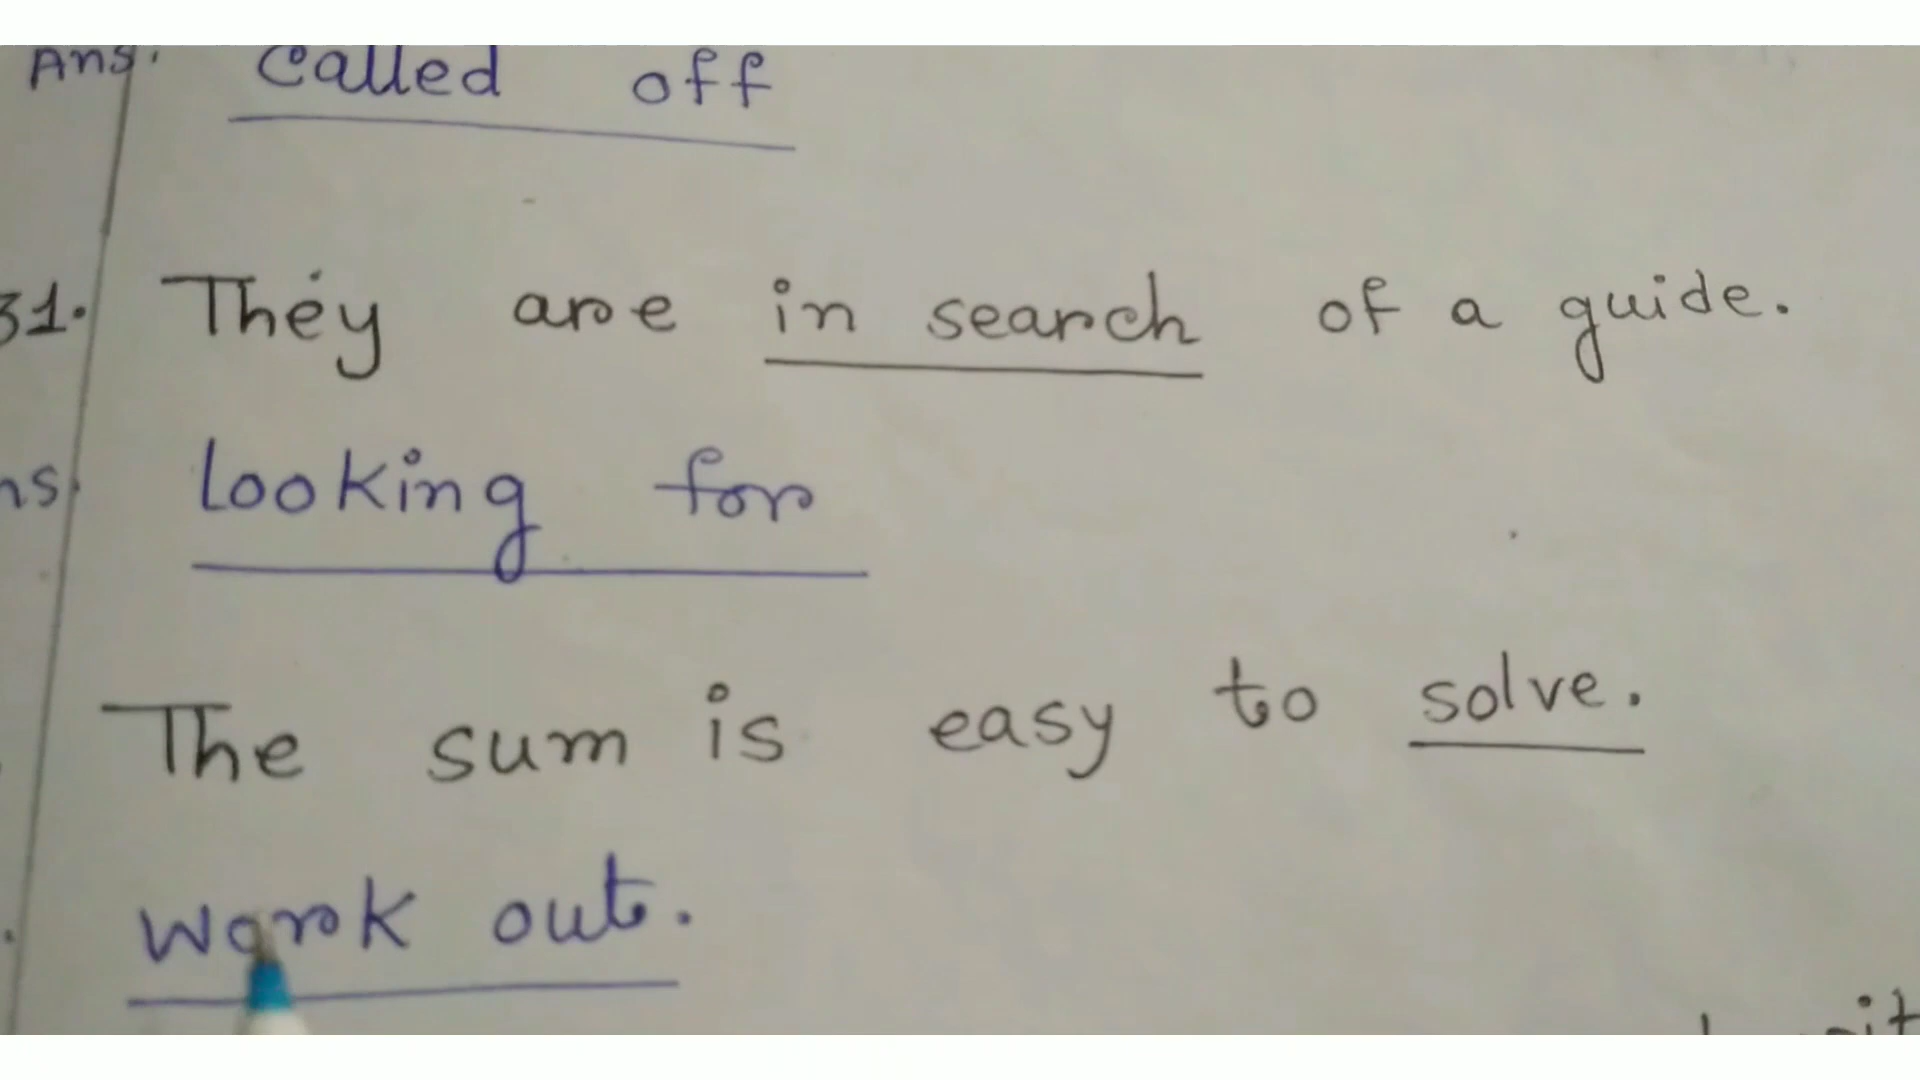 Ans. Called off
31. They are in search of a guide.
ns. looking for
The sum is easy to solve.
Work out.